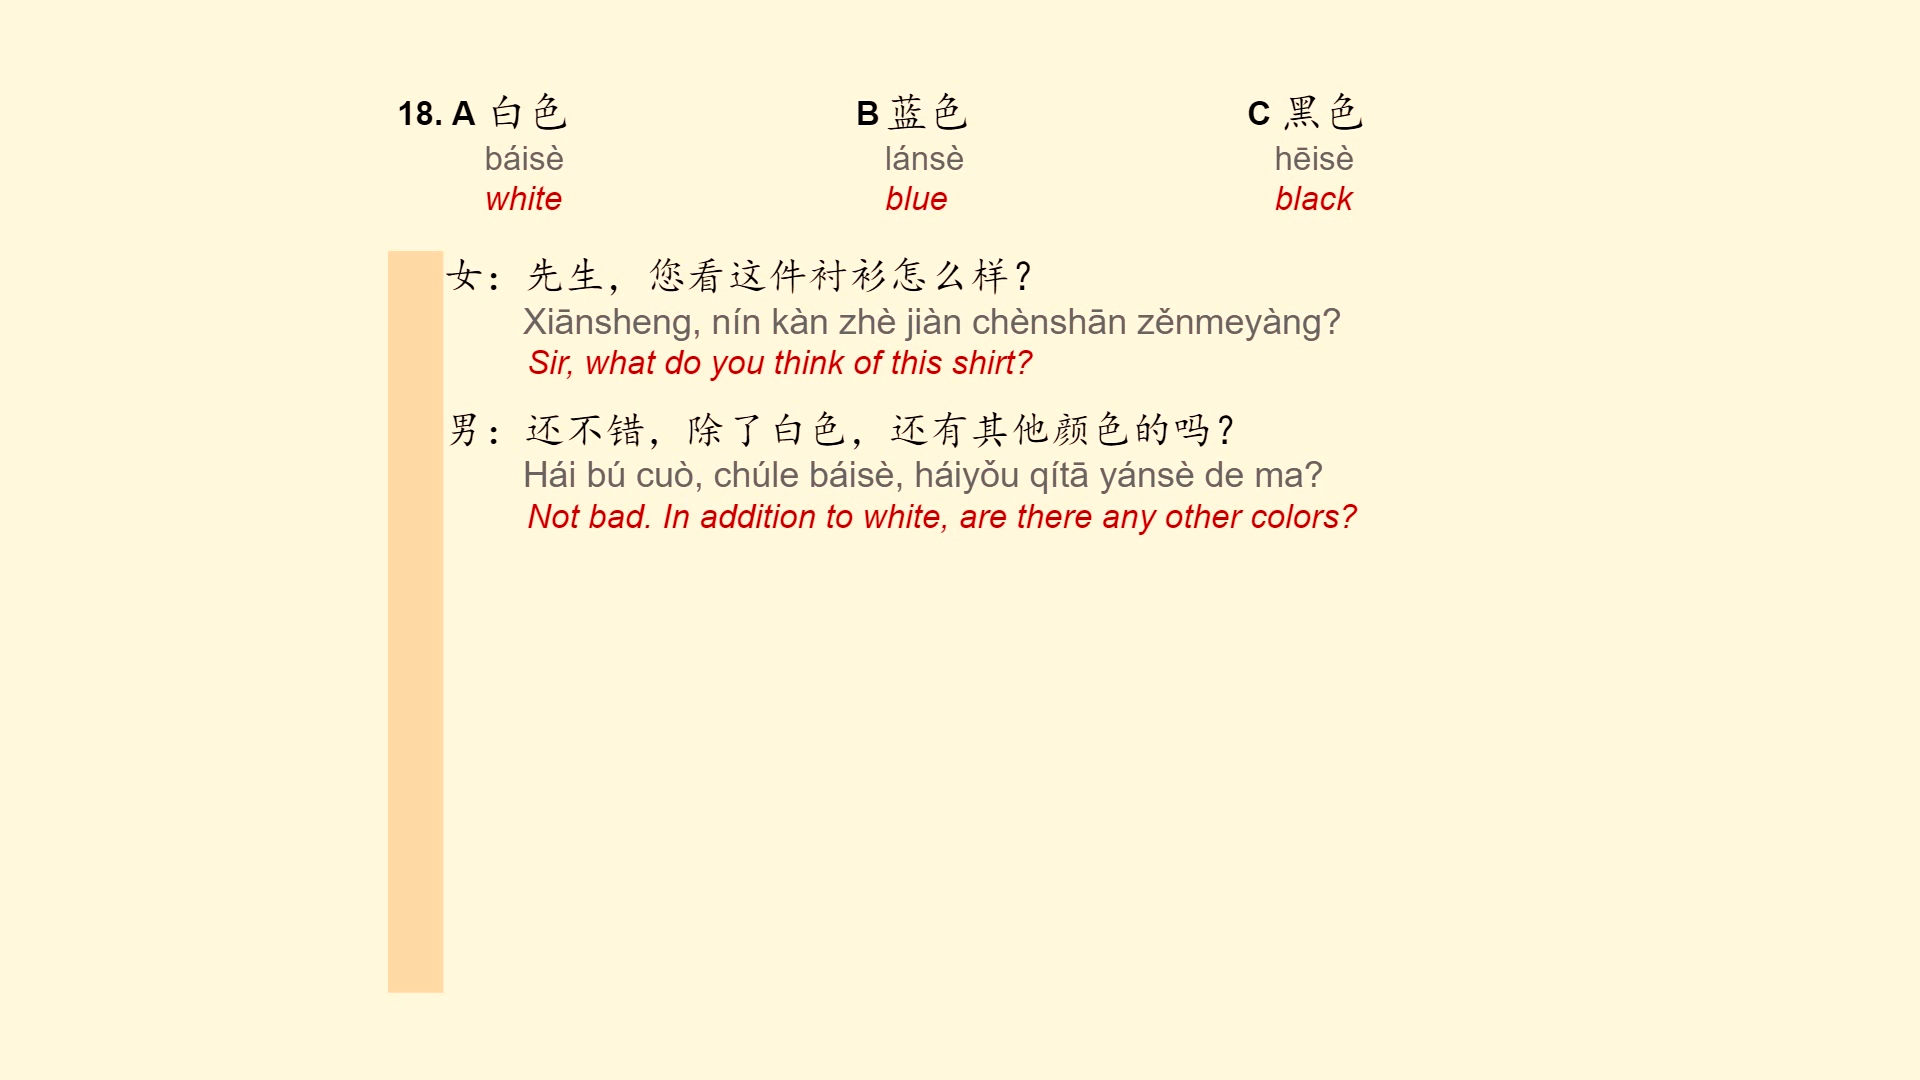 18. A 白色 B 蓝色 C 黑色
báisè lánsè hēisè
white blue black
女：先生，您看这件衬衫怎么样？
Xiānsheng, nín kàn zhè jiàn chènshān zěnmeyàng?
Sir, what do you think of this shirt?
男：还不错，除了白色，还有其他颜色的吗？
Hái bú cuò, chúle báisè, háiyǒu qítā yánsè de ma?
Not bad. In addition to white, are there any other colors?